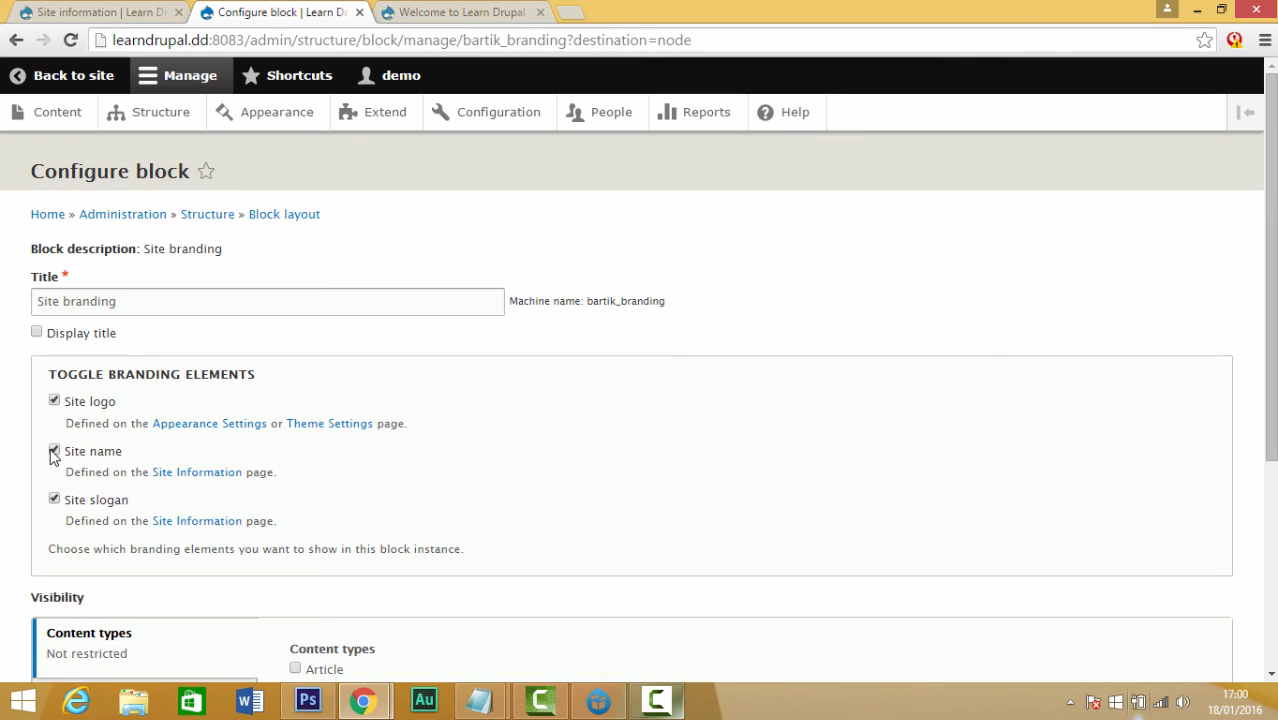 Site information | Learn Dr
Configure block | Learn Dr
Welcome to Learn Drupal
learndrupal.dd:8083/admin/structure/block/manage/bartik_branding?destination=node
Back to site
Manage
Shortcuts
demo
Content
Structure
Appearance
Extend
Configuration
People
Reports
Help
Configure block
Home » Administration » Structure » Block layout
Block description: Site branding
Title *
Site branding
Machine name: bartik_branding
Display title
TOGGLE BRANDING ELEMENTS
Site logo
Defined on the Appearance Settings or Theme Settings page.
Site name
Defined on the Site Information page.
Site slogan
Defined on the Site Information page.
Choose which branding elements you want to show in this block instance.
Visibility
Content types
Not restricted
Content types
Article
Ps
Au
17:00
18/01/2016